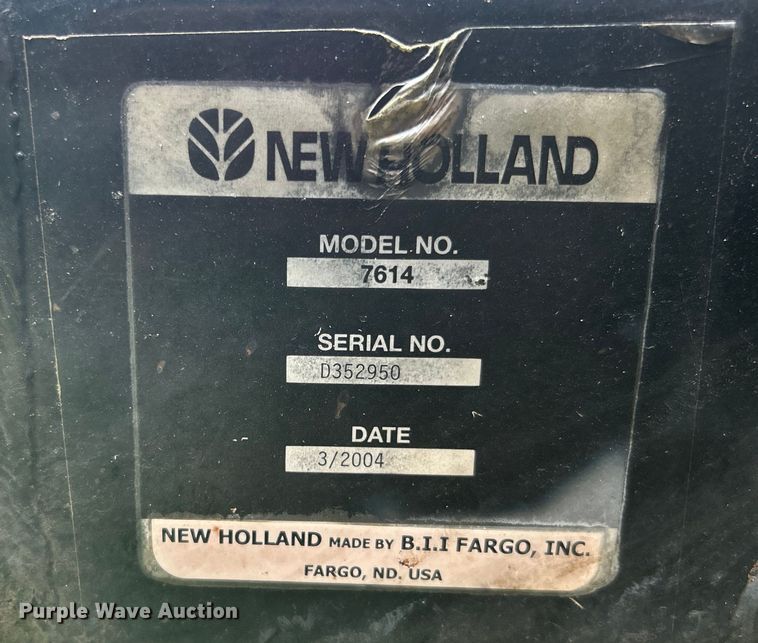 NEW HOLLAND
MODEL NO.
7614
SERIAL NO.
D352950
DATE
3/2004
NEW HOLLAND MADE BY B.I.I FARGO, INC.
FARGO, ND. USA
Purple Wave Auction